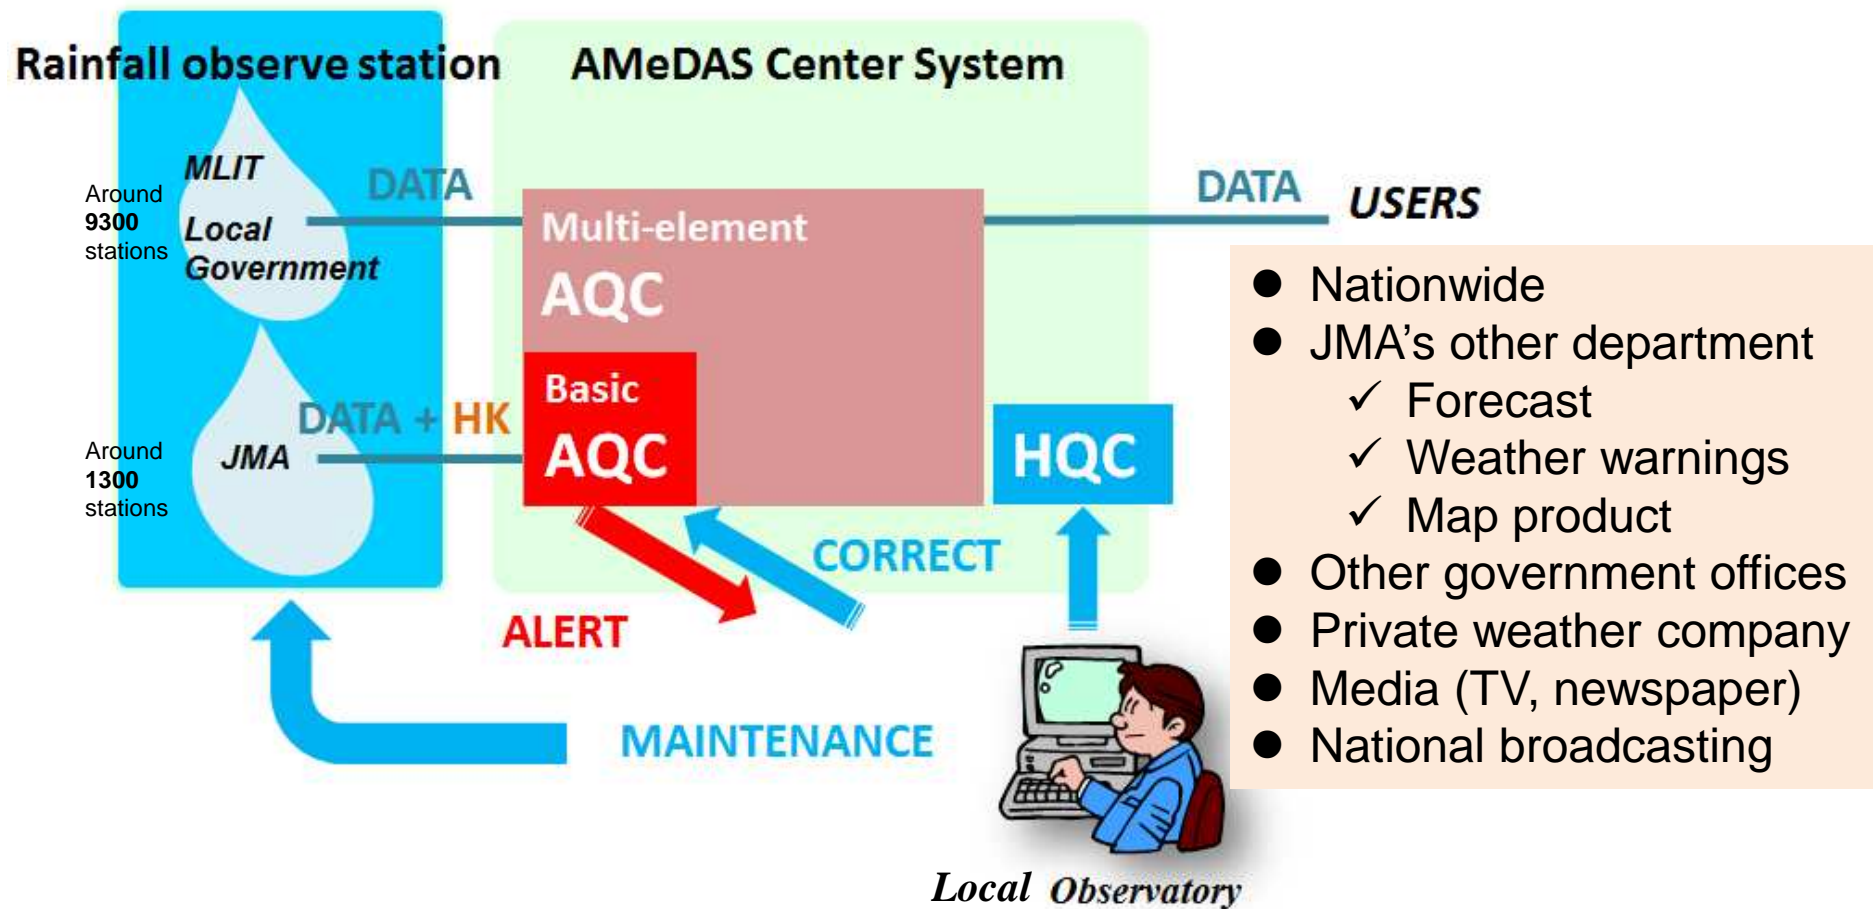 Rainfall observe station
AMeDAS Center System
Around
9300
stations
MLIT
Local
Government
DATA
Multi-element
AQC
DATA
USERS
Around
1300
stations
JMA
DATA + HK
Basic
AQC
HQC
CORRECT
ALERT
MAINTENANCE
Local Observatory
● Nationwide
● JMA’s other department
✓ Forecast
✓ Weather warnings
✓ Map product
● Other government offices
● Private weather company
● Media (TV, newspaper)
● National broadcasting